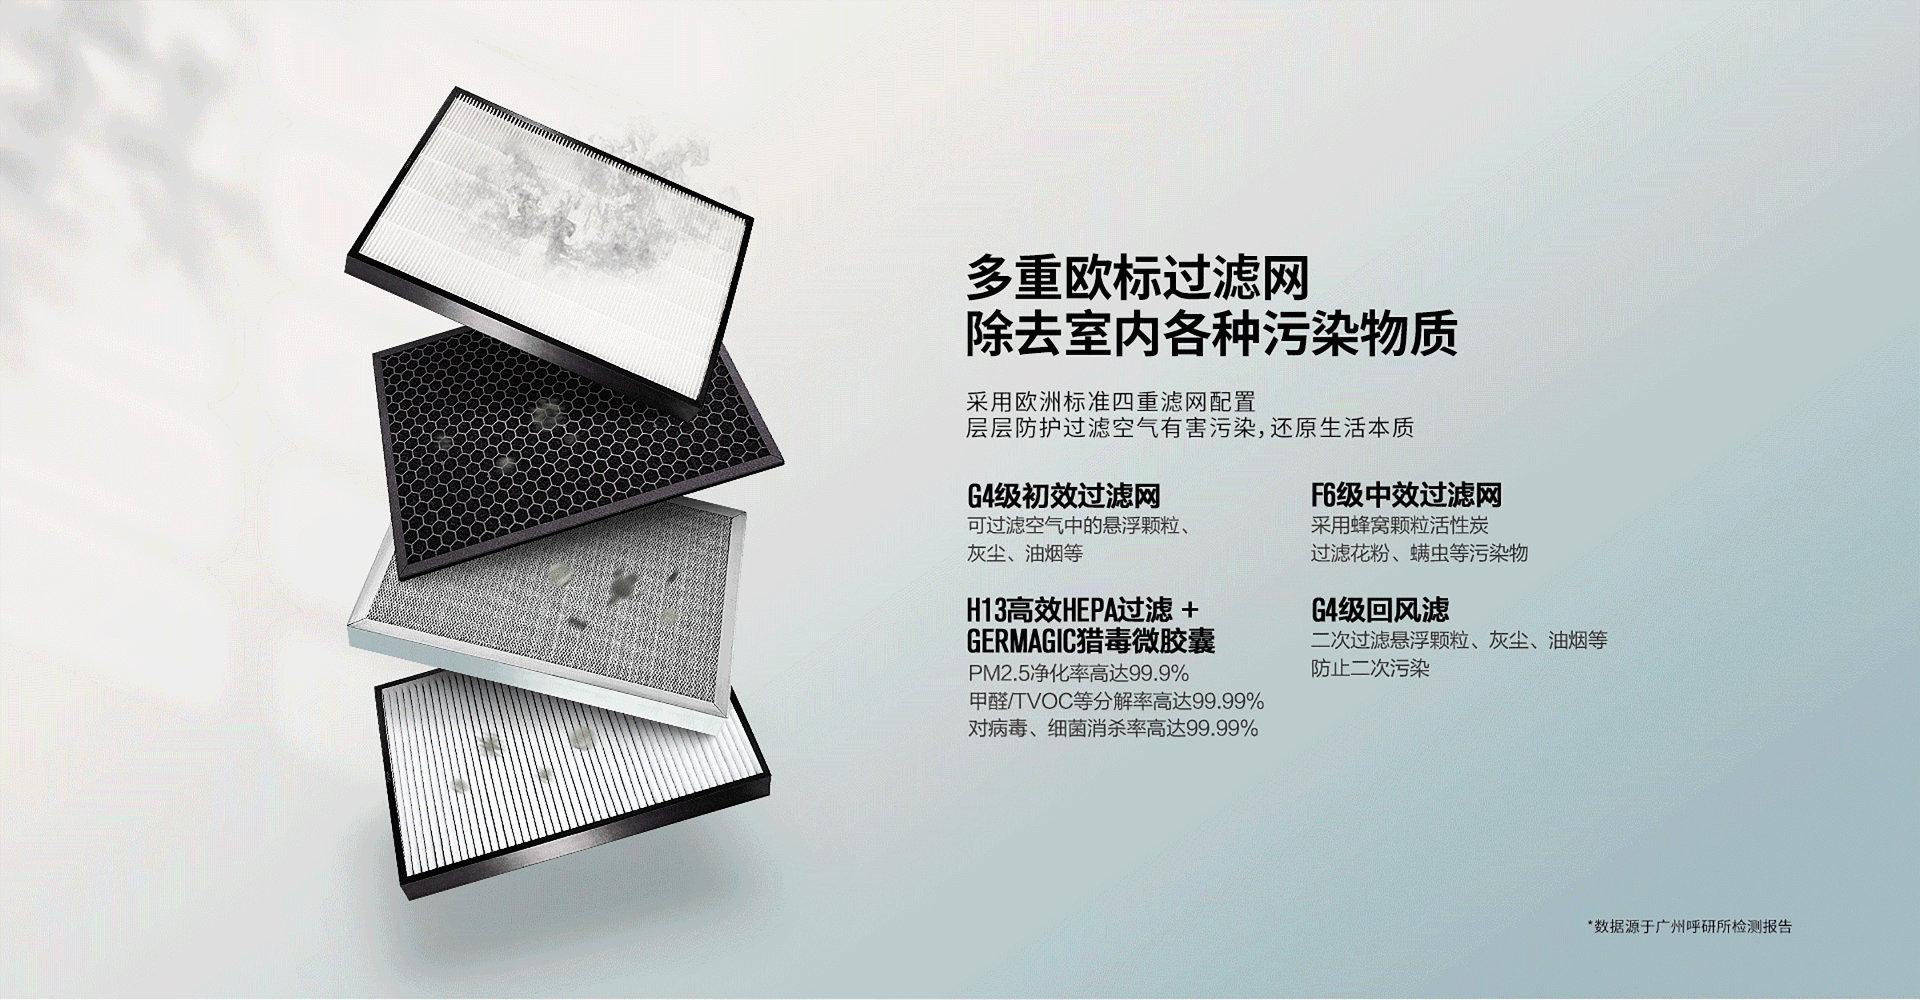 多重欧标过滤网
除去室内各种污染物质
采用欧洲标准四重滤网配置
层层防护过滤空气有害污染,还原生活本质
G4级初效过滤网
可过滤空气中的悬浮颗粒、
灰尘、油烟等
F6级中效过滤网
采用蜂窝颗粒活性炭
过滤花粉、螨虫等污染物
H13高效HEPA过滤 +
GERMAGIC猎毒微胶囊
PM2.5净化率高达99.9%
甲醛/TVOC等分解率高达99.99%
对病毒、细菌消杀率高达99.99%
G4级回风滤
二次过滤悬浮颗粒、灰尘、油烟等
防止二次污染
*数据源于广州呼研所检测报告